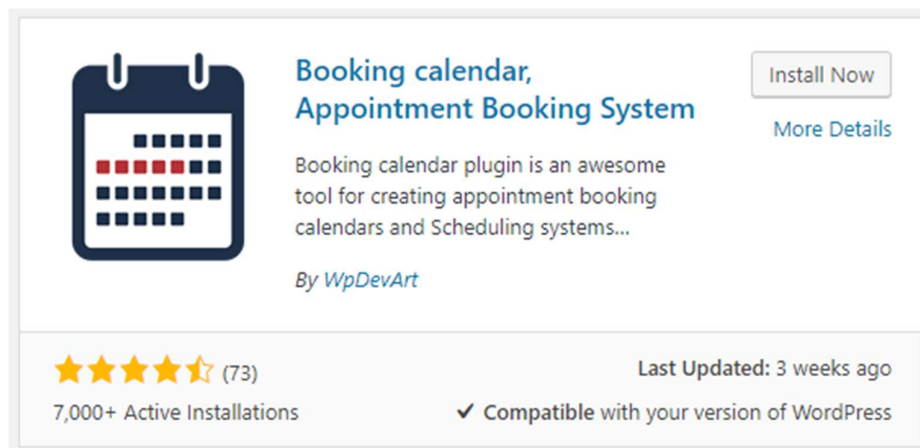 Booking calendar,
Appointment Booking System
Install Now
More Details
Booking calendar plugin is an awesome
tool for creating appointment booking
calendars and Scheduling systems...
By WpDevArt
(73)
7,000+ Active Installations
Last Updated: 3 weeks ago
Compatible with your version of WordPress